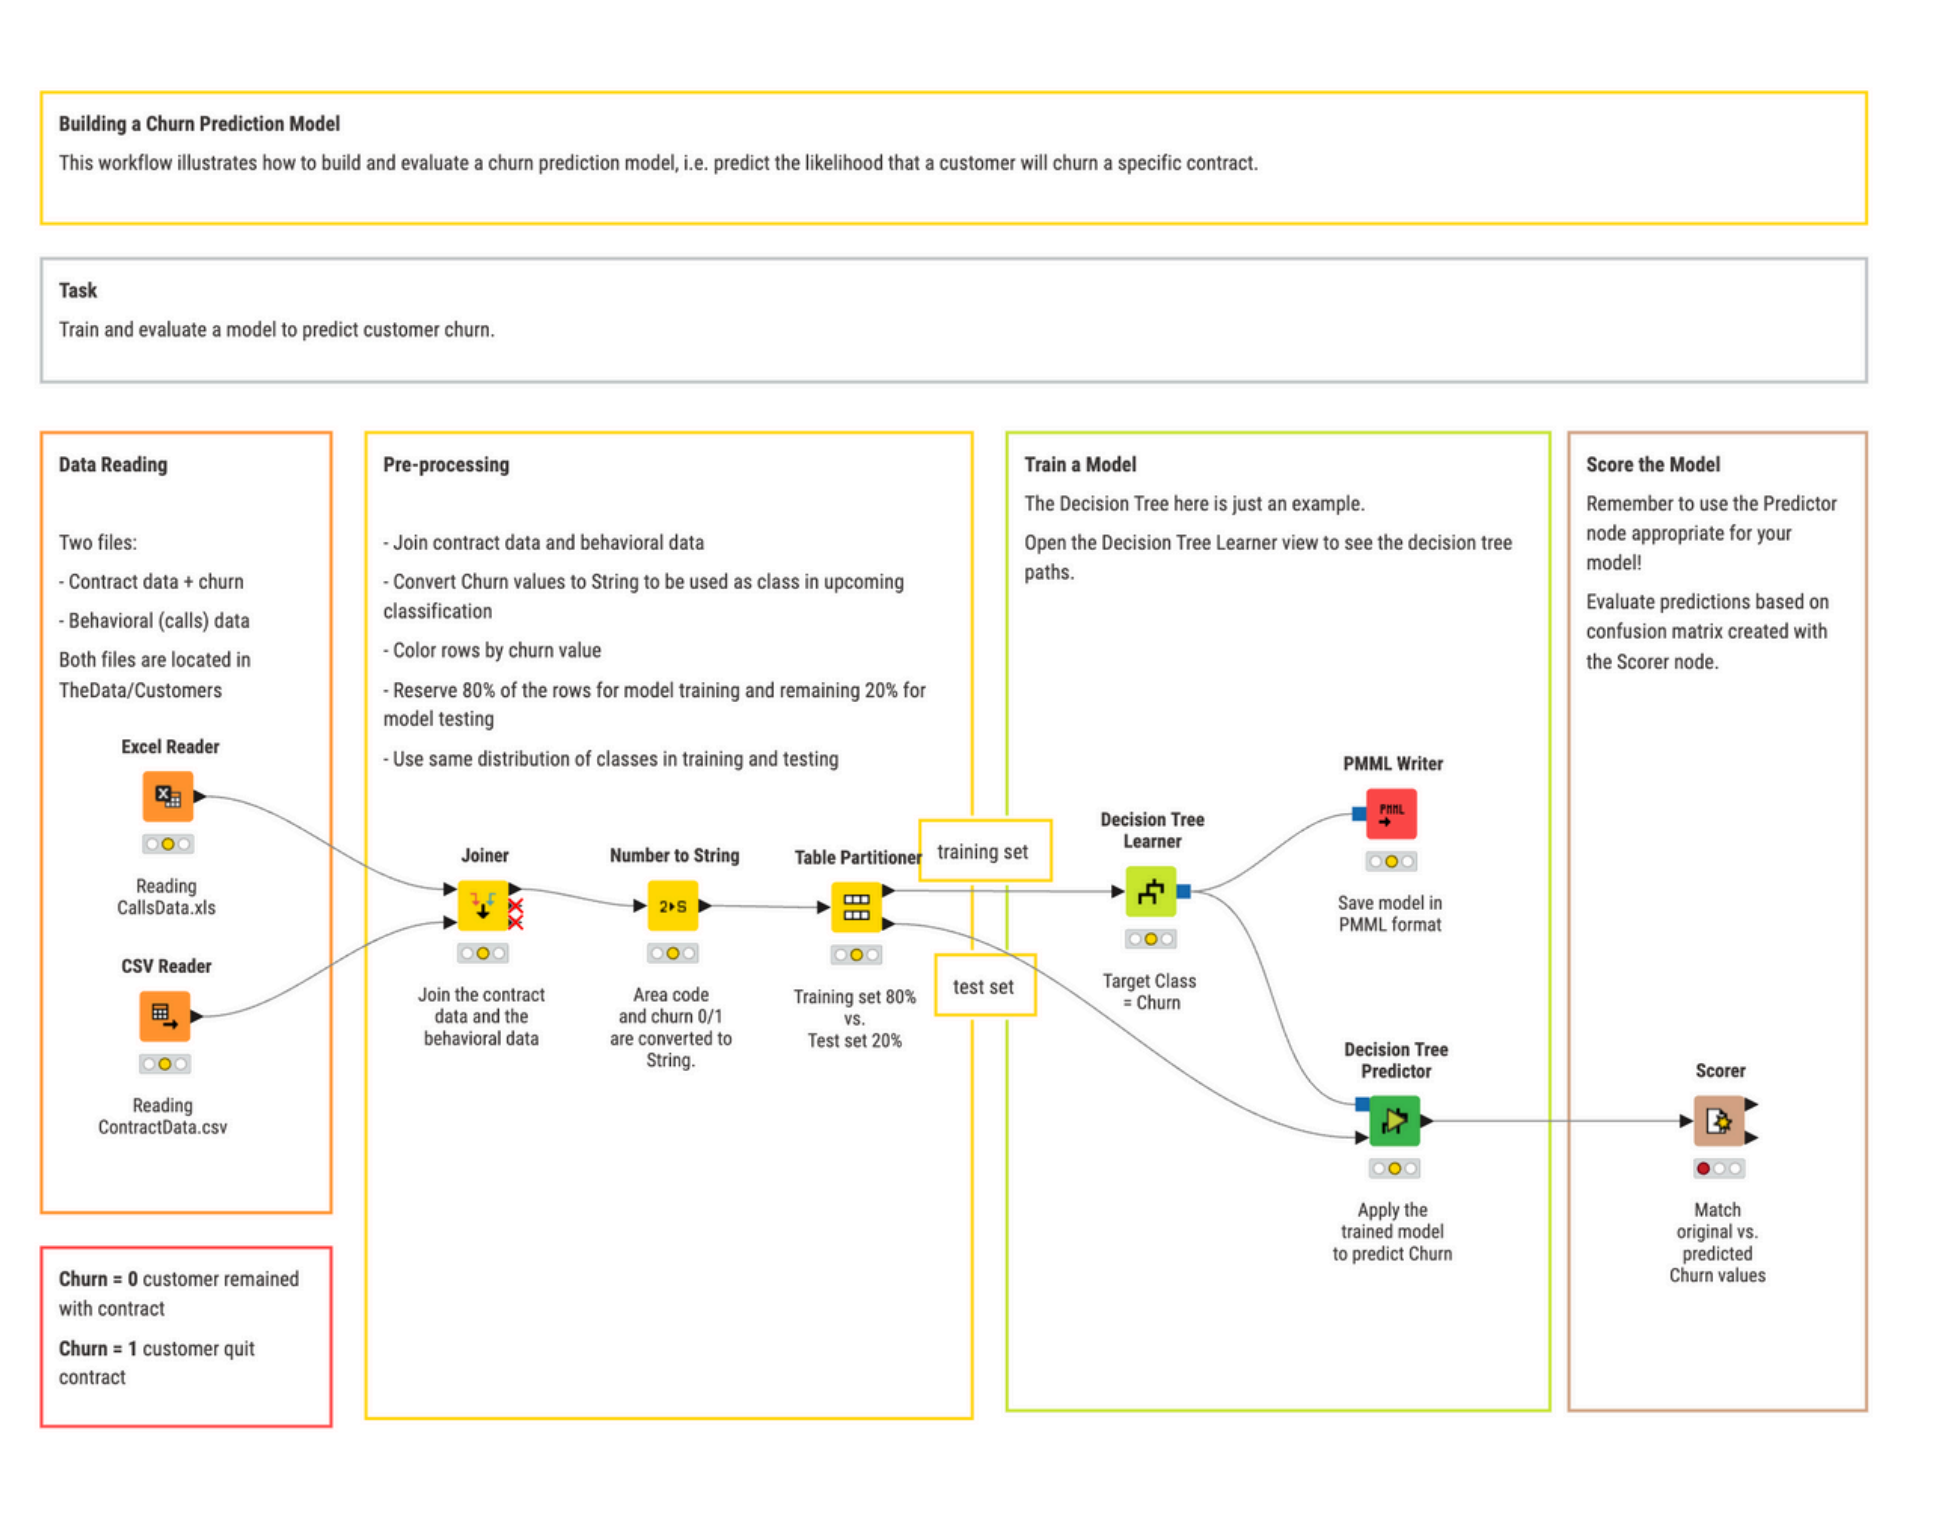 Building a Churn Prediction Model
This workflow illustrates how to build and evaluate a churn prediction model, i.e. predict the likelihood that a customer will churn a specific contract.
Task
Train and evaluate a model to predict customer churn.
Data Reading
Two files:
- Contract data + churn
- Behavioral (calls) data
Both files are located in
TheData/Customers
Excel Reader
Reading
CallsData.xls
CSV Reader
Reading
ContractData.csv
Churn = 0 customer remained
with contract
Churn = 1 customer quit
contract
Pre-processing
- Join contract data and behavioral data
- Convert Churn values to String to be used as class in upcoming
classification
- Color rows by churn value
- Reserve 80% of the rows for model training and remaining 20% for
model testing
- Use same distribution of classes in training and testing
Joiner
Join the contract
data and the
behavioral data
Number to String
2▸S
Area code
and churn 0/1
are converted to
String.
Table Partitioner
Training set 80%
vs.
Test set 20%
training set
test set
Train a Model
The Decision Tree here is just an example.
Open the Decision Tree Learner view to see the decision tree
paths.
Decision Tree
Learner
Target Class
= Churn
PMML Writer
PMML
Save model in
PMML format
Decision Tree
Predictor
Apply the
trained model
to predict Churn
Score the Model
Remember to use the Predictor
node appropriate for your
model!
Evaluate predictions based on
confusion matrix created with
the Scorer node.
Scorer
Match
original vs.
predicted
Churn values